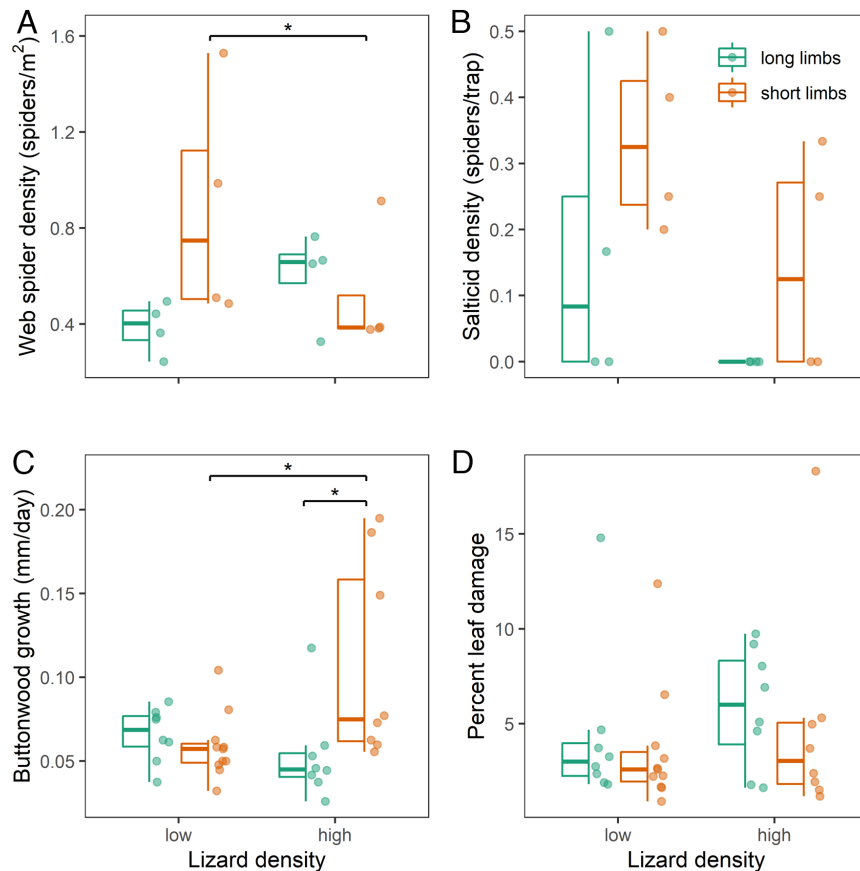 A
Web spider density (spiders/m²)
1.6
1.2
0.8
0.4
*
B
Salticid density (spiders/trap)
0.5
0.4
0.3
0.2
0.1
0.0
long limbs
short limbs
C
Buttonwood growth (mm/day)
0.20
0.15
0.10
0.05
*
*
low
high
Lizard density
D
Percent leaf damage
15
10
5
low
high
Lizard density